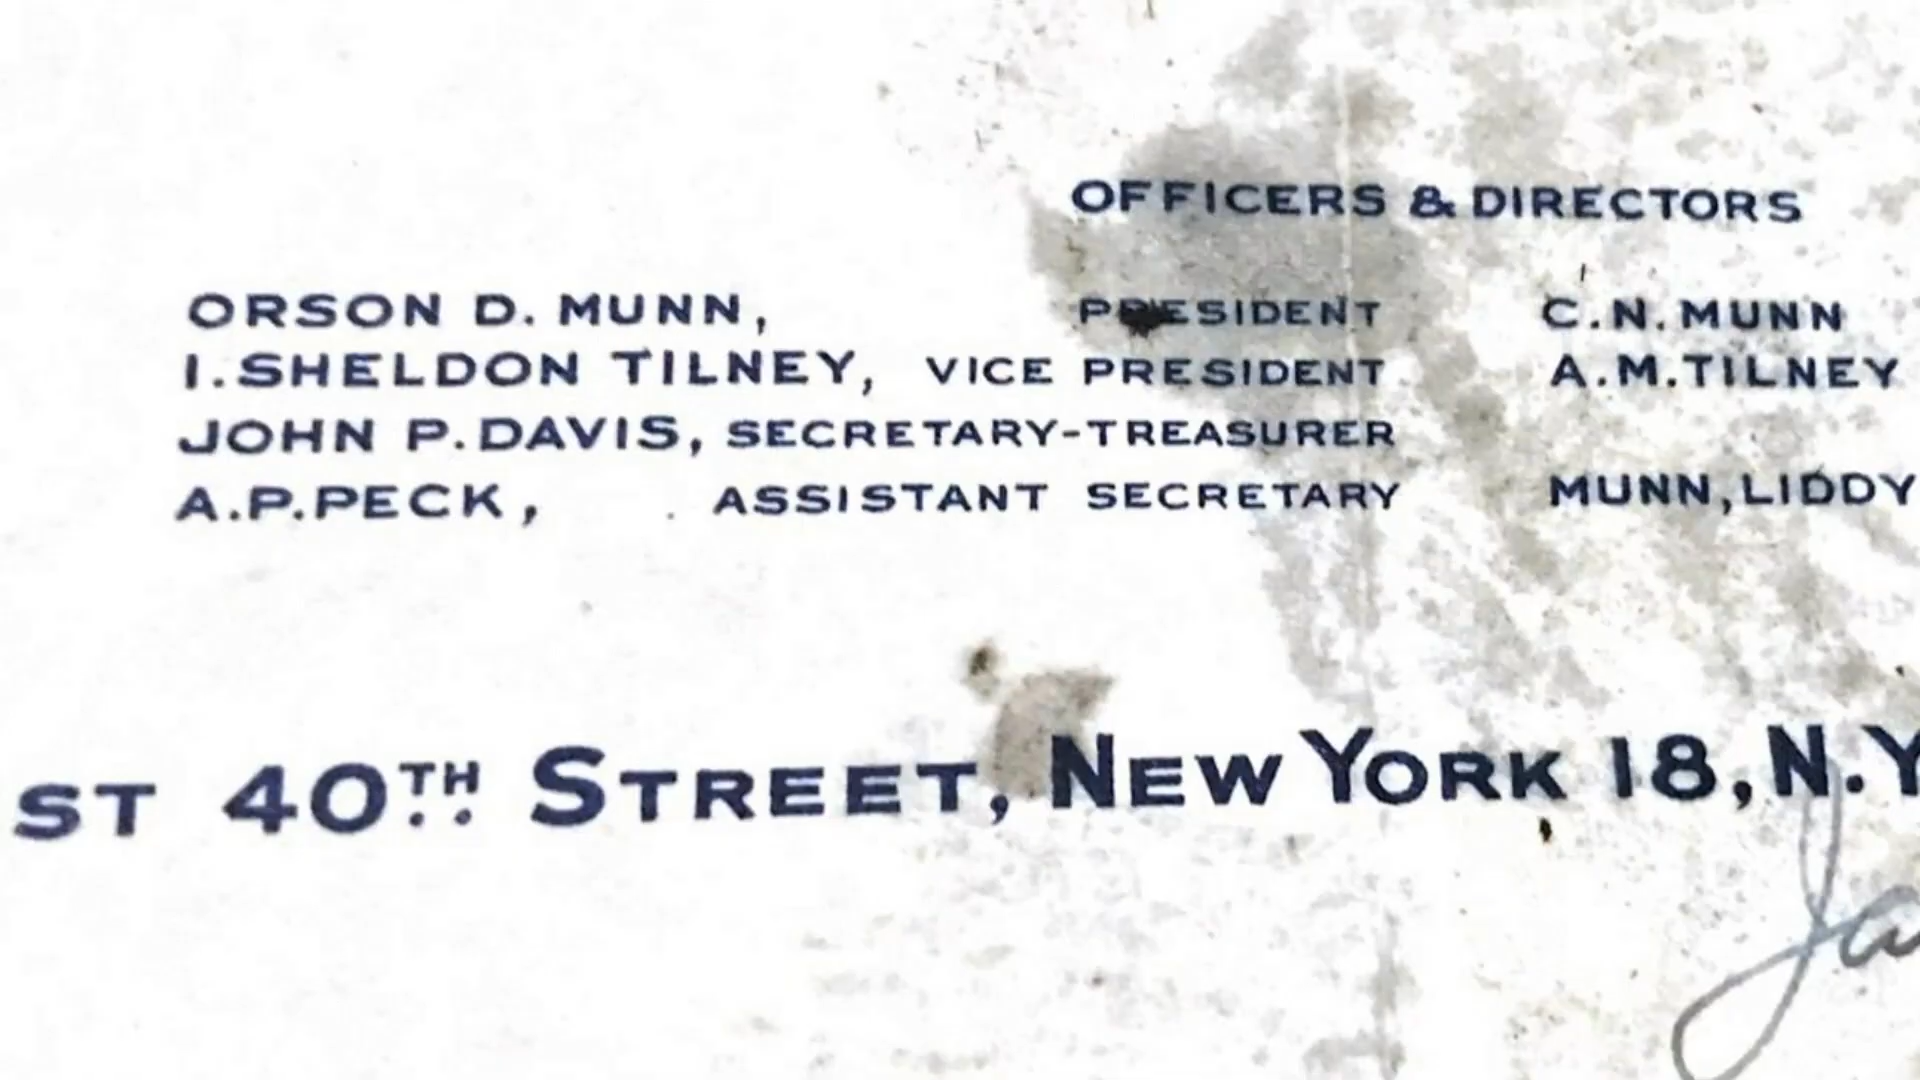 OFFICERS & DIRECTORS
ORSON D. MUNN, PRESIDENT C.N. MUNN
I. SHELDON TILNEY, VICE PRESIDENT A.M. TILNEY
JOHN P. DAVIS, SECRETARY-TREASURER
A.P. PECK, ASSISTANT SECRETARY MUNN, LIDDY
ST 40TH STREET, NEW YORK 18, N.Y